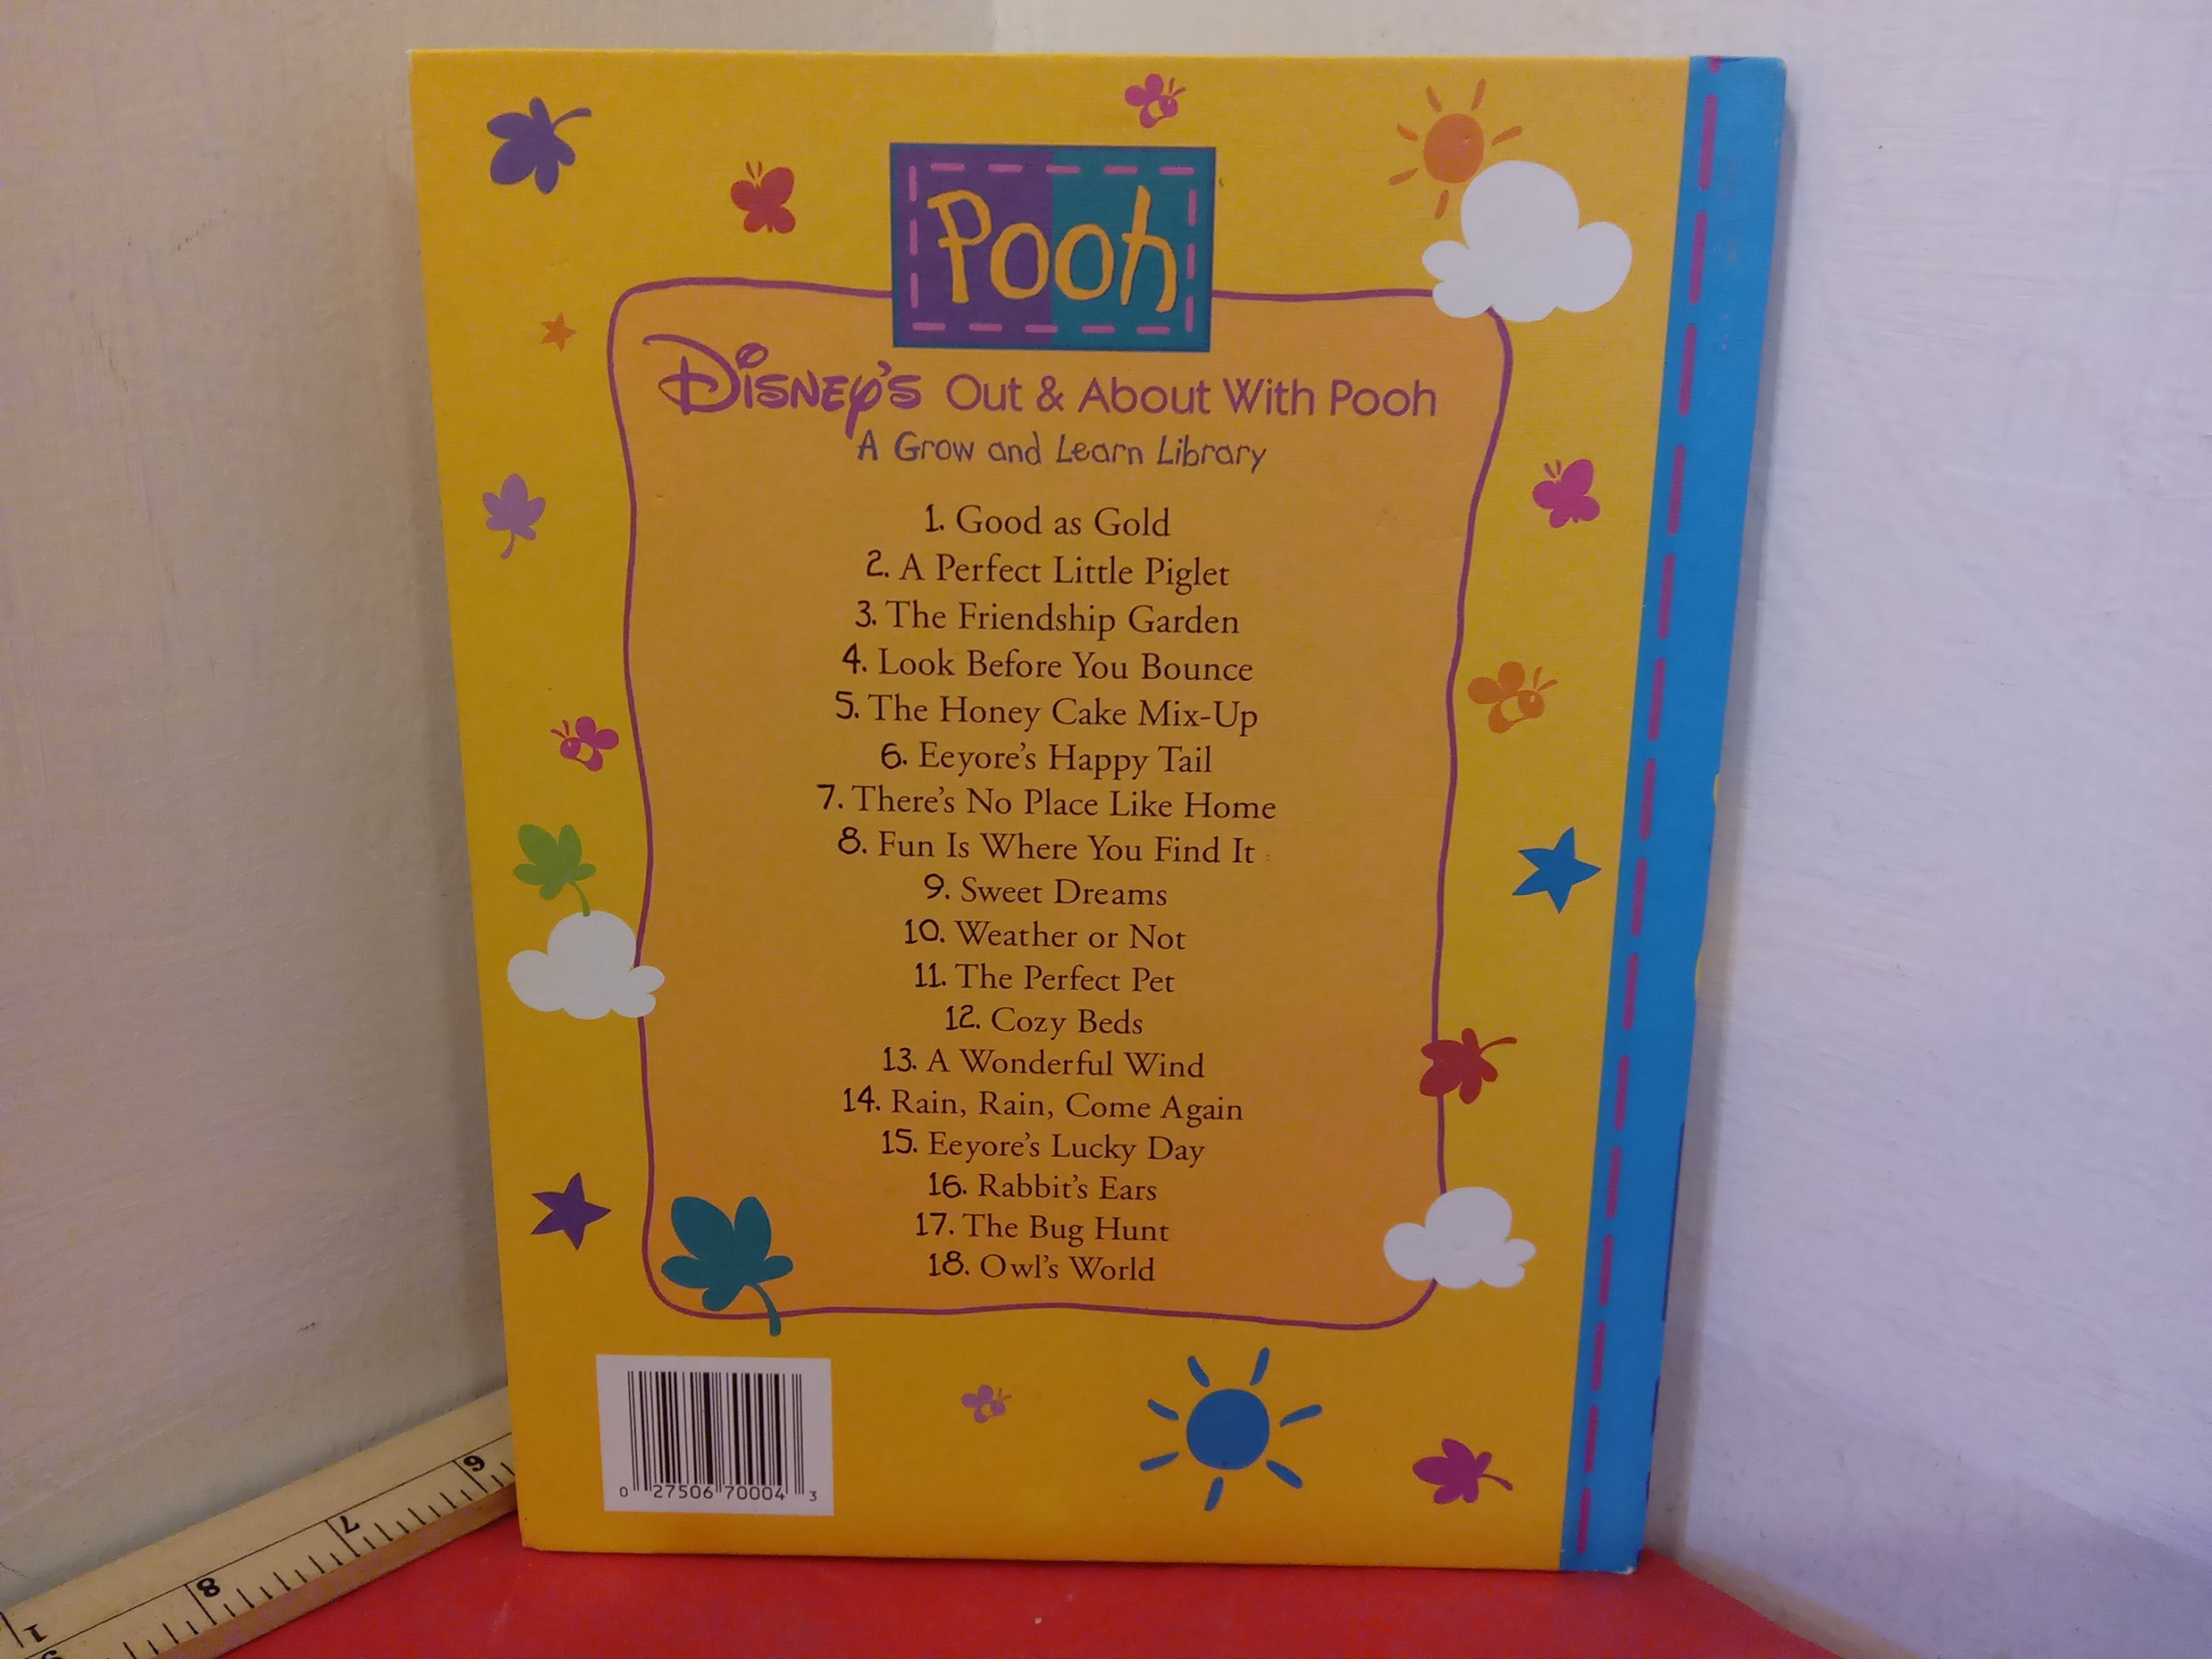 Pooh
Disney's Out & About With Pooh
A Grow and Learn Library
1. Good as Gold
2. A Perfect Little Piglet
3. The Friendship Garden
4. Look Before You Bounce
5. The Honey Cake Mix-Up
6. Eeyore's Happy Tail
7. There's No Place Like Home
8. Fun Is Where You Find It
9. Sweet Dreams
10. Weather or Not
11. The Perfect Pet
12. Cozy Beds
13. A Wonderful Wind
14. Rain, Rain, Come Again
15. Eeyore's Lucky Day
16. Rabbit's Ears
17. The Bug Hunt
18. Owl's World
0 27506 70004 3
6
7
8
1